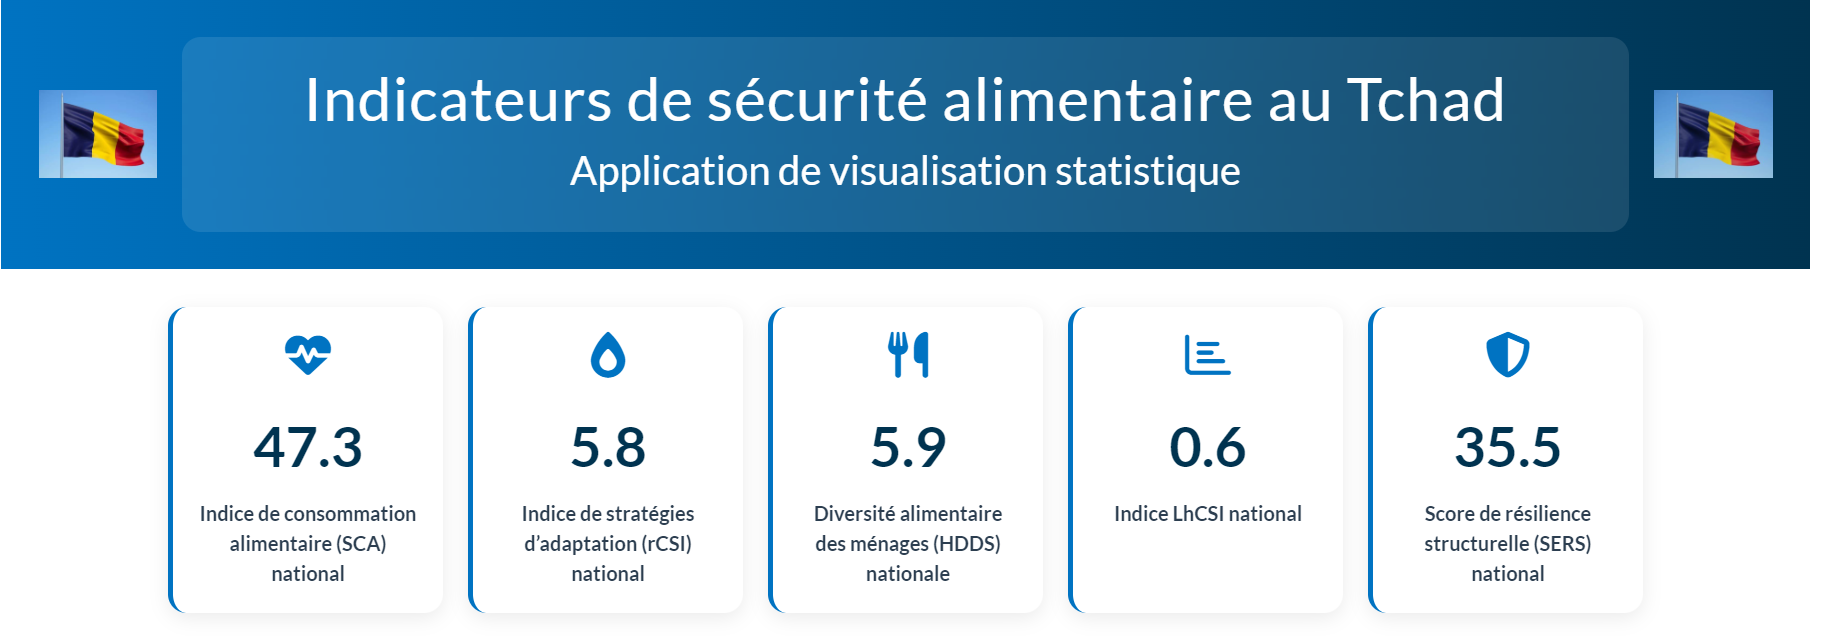 Indicateurs de sécurité alimentaire au Tchad
Application de visualisation statistique
47.3
Indice de consommation
alimentaire (SCA)
national
5.8
Indice de stratégies
d’adaptation (rCSI)
national
5.9
Diversité alimentaire
des ménages (HDDS)
nationale
0.6
Indice LhCSI national
35.5
Score de résilience
structurelle (SERS)
national